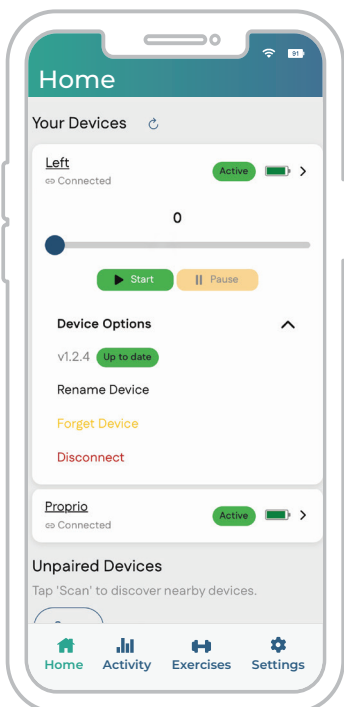 91
Home
Your Devices
Left
Connected
Active
0
Start
Pause
Device Options
v1.2.4
Up to date
Rename Device
Forget Device
Disconnect
Proprio
Connected
Active
Unpaired Devices
Tap 'Scan' to discover nearby devices.
Home
Activity
Exercises
Settings